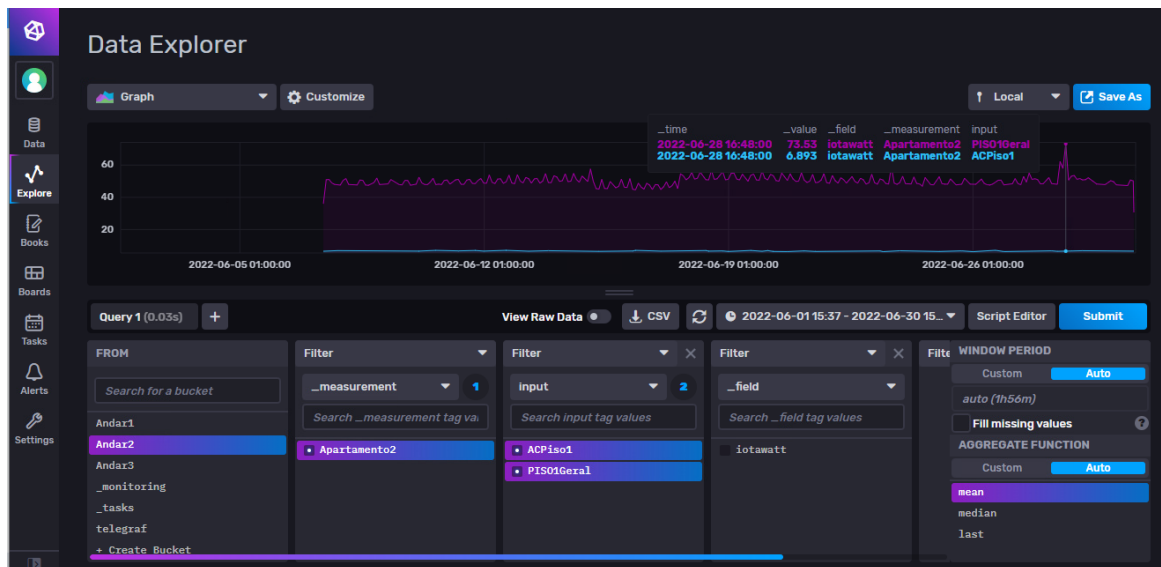 Data Explorer
Graph
Customize
Local
Save As
_time _value _field _measurement input
2022-06-28 16:48:00 73.53 iotawatt Apartamento2 PISO1Geral
2022-06-28 16:48:00 6.893 iotawatt Apartamento2 ACPiso1
60
40
20
2022-06-05 01:00:00 2022-06-12 01:00:00 2022-06-19 01:00:00 2022-06-26 01:00:00
Data
Explore
Books
Boards
Tasks
Alerts
Settings
Query 1 (0.03s) +
View Raw Data
CSV
2022-06-01 15:37 - 2022-06-30 15...
Script Editor
Submit
FROM
Search for a bucket
Andar1
Andar2
Andar3
_monitoring
_tasks
telegraf
+ Create Bucket
Filter
_measurement 1
Search _measurement tag va
Apartamento2
Filter
input 2
Search input tag values
ACPiso1
PISO1Geral
Filter
_field
Search _field tag values
iotawatt
Filte
WINDOW PERIOD
Custom Auto
auto (1h56m)
Fill missing values ?
AGGREGATE FUNCTION
Custom Auto
mean
median
last